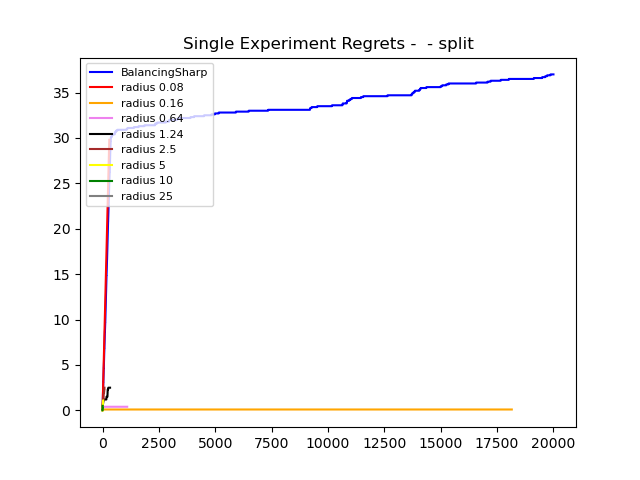 Single Experiment Regrets -  - split
BalancingSharp
radius 0.08
radius 0.16
radius 0.64
radius 1.24
radius 2.5
radius 5
radius 10
radius 25
35
30
25
20
15
10
5
0
0 2500 5000 7500 10000 12500 15000 17500 20000